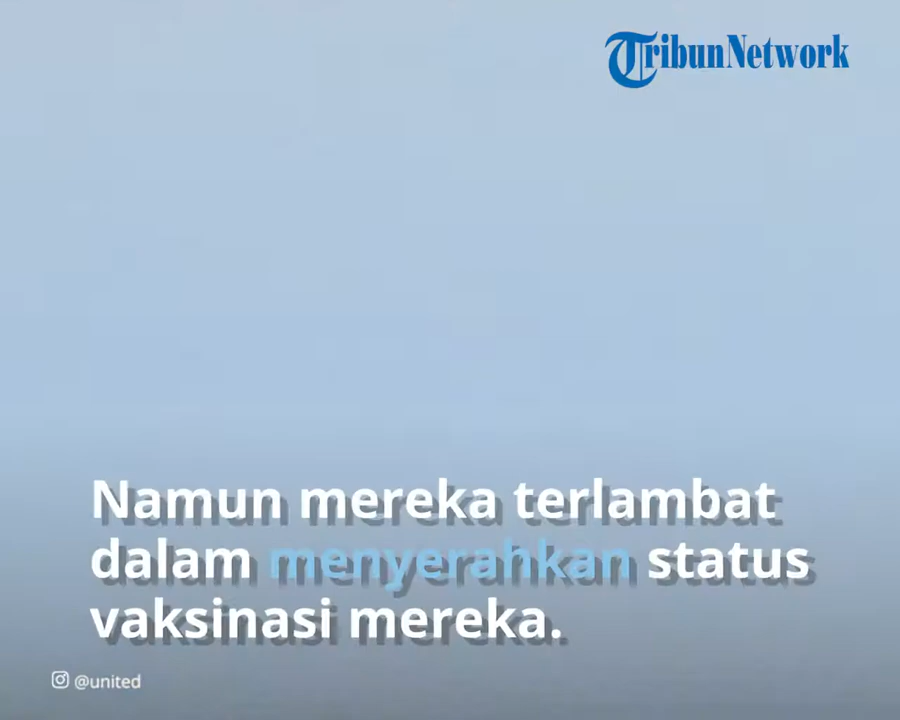 TribunNetwork
Namun mereka terlambat
dalam menyerahkan status
vaksinasi mereka.
@united